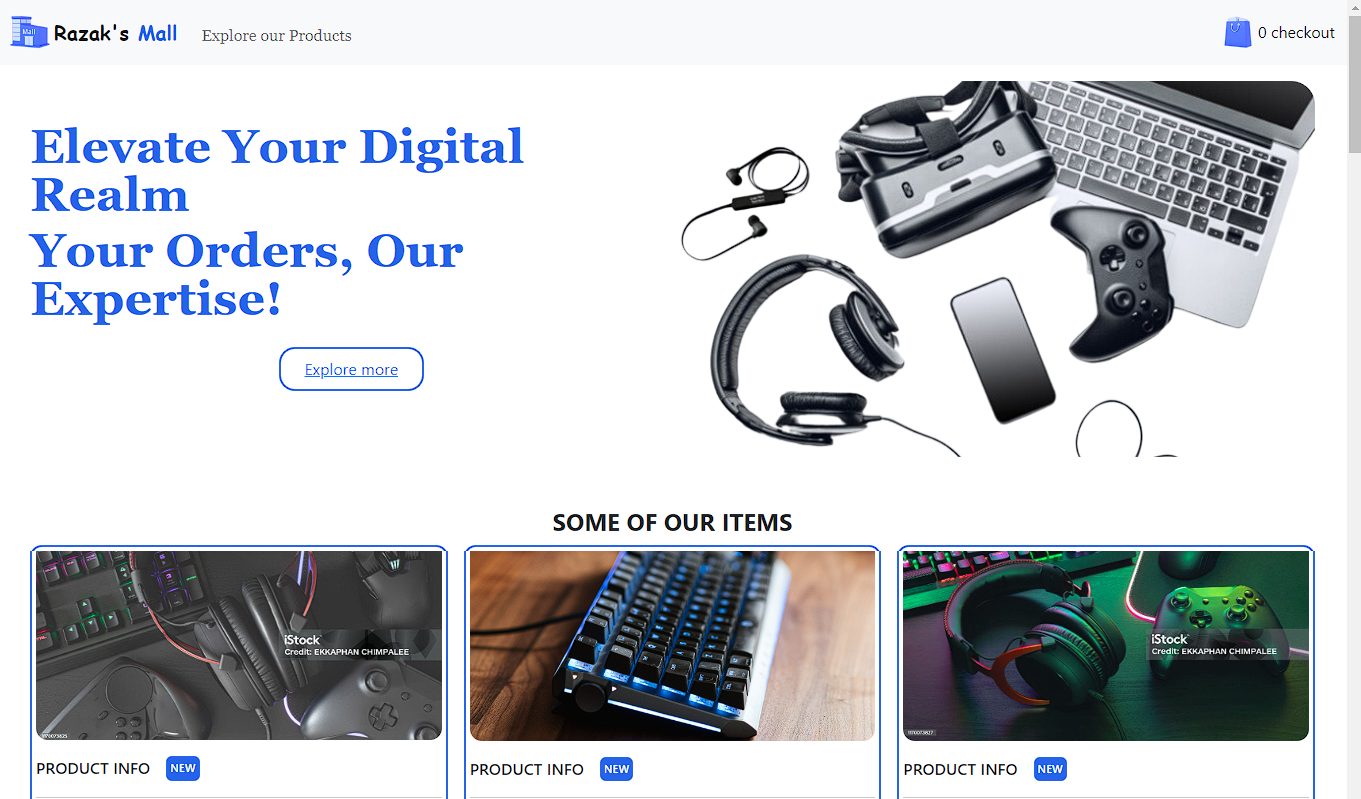 Mall
Razak's Mall
Explore our Products
0 checkout
Elevate Your Digital
Realm
Your Orders, Our
Expertise!
Explore more
SOME OF OUR ITEMS
iStock
Credit: EKKAPHAN CHIMPALEE
1170073825
iStock
Credit: EKKAPHAN CHIMPALEE
1170073827
PRODUCT INFO NEW
PRODUCT INFO NEW
PRODUCT INFO NEW